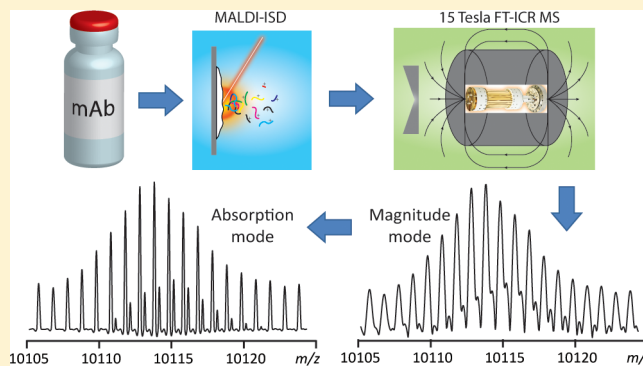 MALDI-ISD
15 Tesla FT-ICR MS
mAb
Absorption
mode
Magnitude
mode
10105 10110 10115 10120 m/z
10105 10110 10115 10120 m/